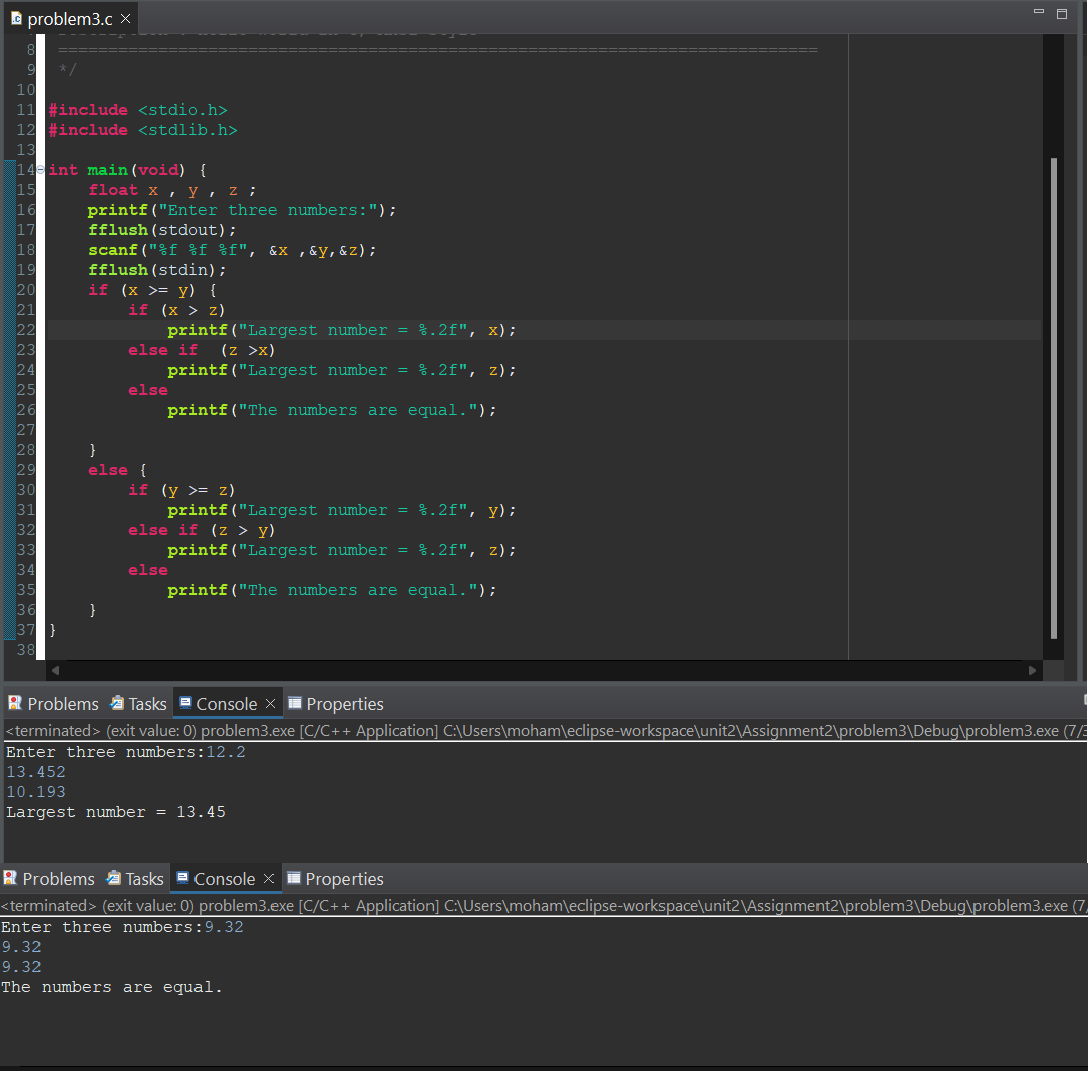 problem3.c
8 ============================================================================
9 */
10
11 #include <stdio.h>
12 #include <stdlib.h>
13
14 int main(void) {
15     float x , y , z ;
16     printf("Enter three numbers:");
17     fflush(stdout);
18     scanf("%f %f %f", &x ,&y,&z);
19     fflush(stdin);
20     if (x >= y) {
21         if (x > z)
22             printf("Largest number = %.2f", x);
23         else if  (z >x)
24             printf("Largest number = %.2f", z);
25         else
26             printf("The numbers are equal.");
27
28     }
29     else {
30         if (y >= z)
31             printf("Largest number = %.2f", y);
32         else if (z > y)
33             printf("Largest number = %.2f", z);
34         else
35             printf("The numbers are equal.");
36     }
37 }
38
Problems Tasks Console Properties
<terminated> (exit value: 0) problem3.exe [C/C++ Application] C:\Users\moham\eclipse-workspace\unit2\Assignment2\problem3\Debug\problem3.exe (7/3
Enter three numbers:12.2
13.452
10.193
Largest number = 13.45
Problems Tasks Console Properties
<terminated> (exit value: 0) problem3.exe [C/C++ Application] C:\Users\moham\eclipse-workspace\unit2\Assignment2\problem3\Debug\problem3.exe (7/
Enter three numbers:9.32
9.32
9.32
The numbers are equal.